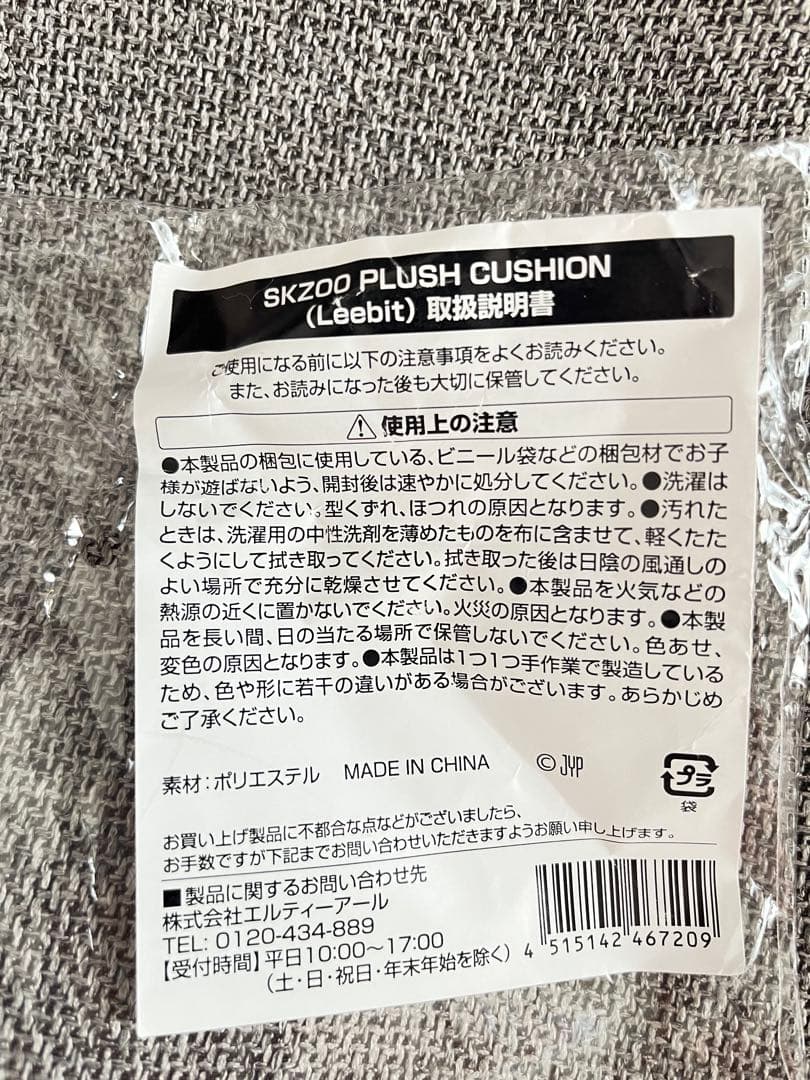 SKZOO PLUSH CUSHION
(Leebit) 取扱説明書
ご使用になる前に以下の注意事項をよくお読みください。
また、お読みになった後も大切に保管してください。
使用上の注意
●本製品の梱包に使用している、ビニール袋などの梱包材でお子
様が遊ばないよう、開封後は速やかに処分してください。●洗濯は
しないでください。型くずれ、ほつれの原因となります。●汚れた
ときは、洗濯用の中性洗剤を薄めたものを布に含ませて、軽くたた
くようにして拭き取ってください。拭き取った後は日陰の風通しの
よい場所で充分に乾燥させてください。●本製品を火気などの
熱源の近くに置かないでください。火災の原因となります。●本製
品を長い間、日の当たる場所で保管しないでください。色あせ、
変色の原因となります。●本製品は1つ1つ手作業で製造している
ため、色や形に若干の違いがある場合がございます。あらかじめ
ご了承ください。
素材:ポリエステル MADE IN CHINA © JYP
プラ
袋
お買い上げ製品に不都合な点などがございましたら、
お手数ですが下記までお問い合わせいただきますようお願い申し上げます。
■製品に関するお問い合わせ先
株式会社エルティーアール
TEL: 0120-434-889
【受付時間】平日10:00〜17:00
(土・日・祝日・年末年始を除く)
4 515142 467209